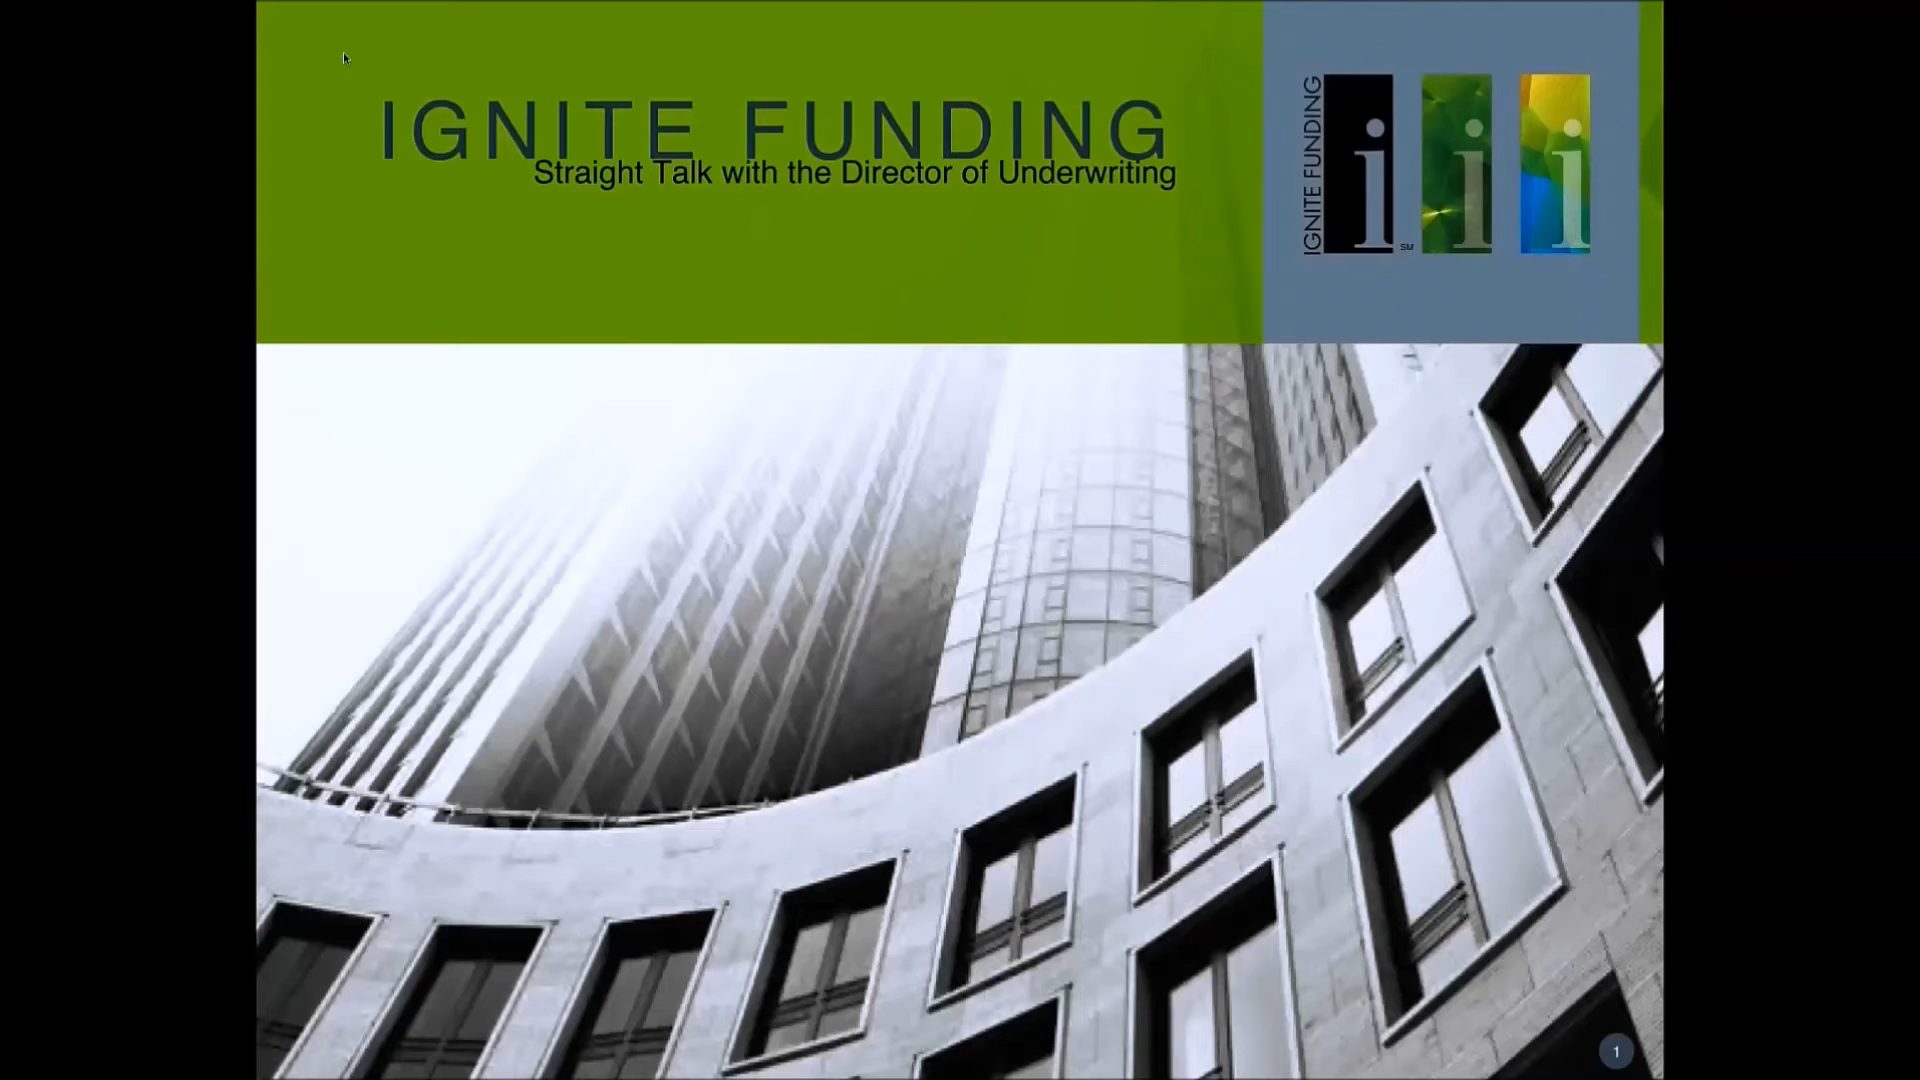 IGNITE FUNDING
Straight Talk with the Director of Underwriting
IGNITE FUNDING
i
SM
i
i
1